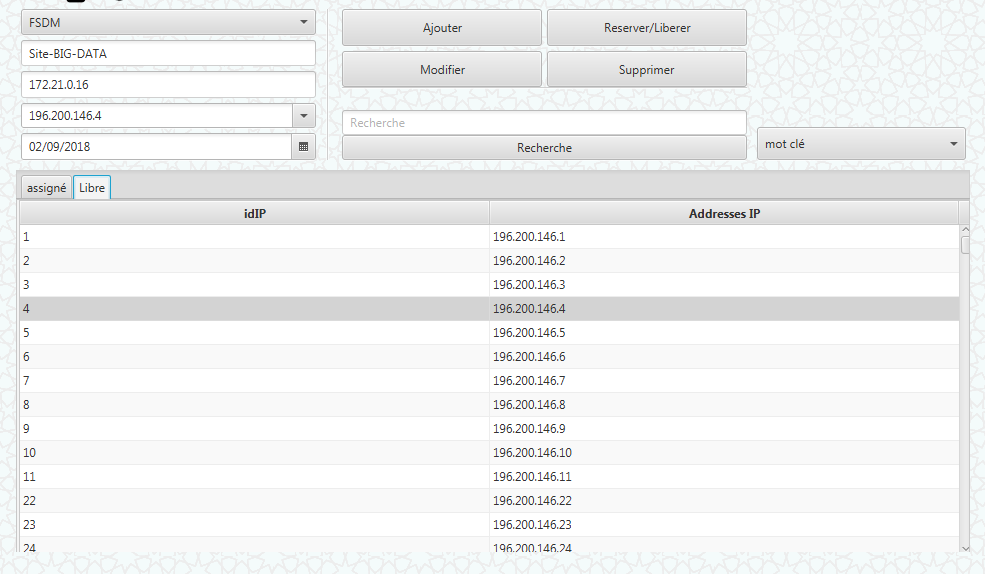 FSDM
Site-BIG-DATA
172.21.0.16
196.200.146.4
02/09/2018
Ajouter
Reserver/Liberer
Modifier
Supprimer
Recherche
Recherche
mot clé
assigné Libre
idIP Addresses IP
1 196.200.146.1
2 196.200.146.2
3 196.200.146.3
4 196.200.146.4
5 196.200.146.5
6 196.200.146.6
7 196.200.146.7
8 196.200.146.8
9 196.200.146.9
10 196.200.146.10
11 196.200.146.11
22 196.200.146.22
23 196.200.146.23
24 196.200.146.24